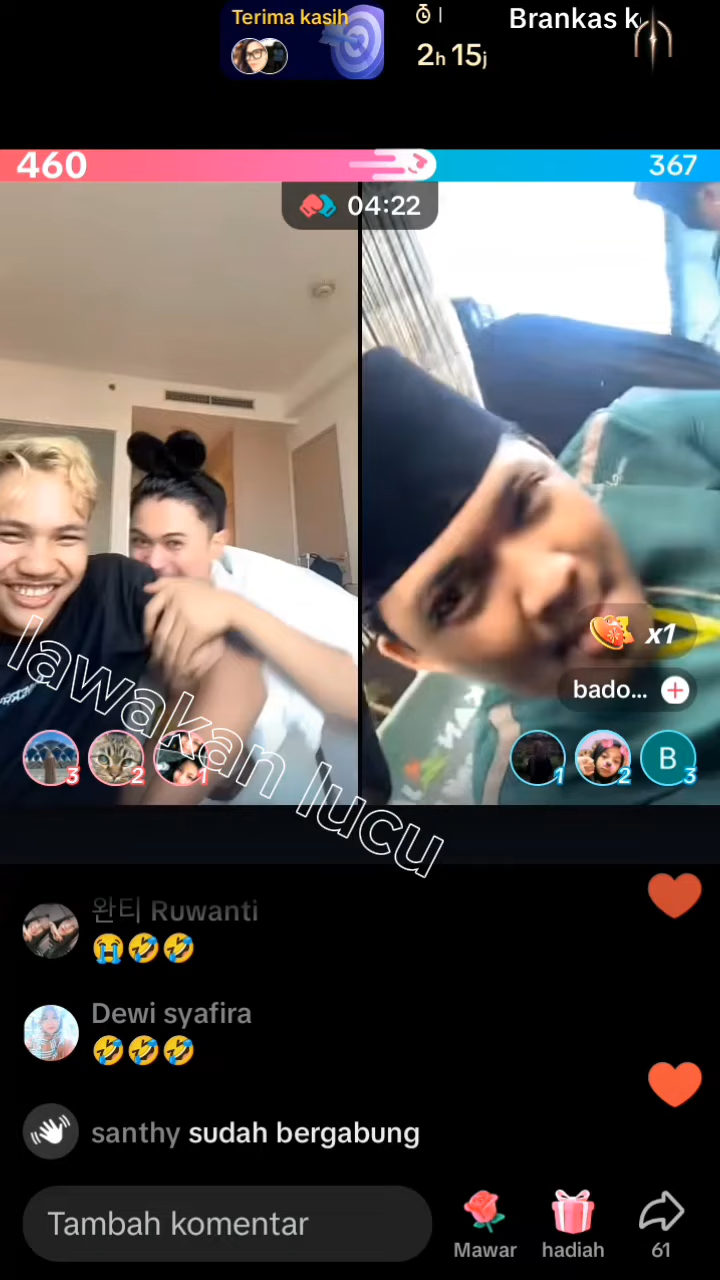 Terima kasih
2h 15j
Brankas k
460
367
04:22
x1
bado...
lawakan lucu
3
2
1
1
2
B
3
완티 Ruwanti
😭🤣🤣
Dewi syafira
🤣🤣🤣
santhy sudah bergabung
Tambah komentar
Mawar
hadiah
61